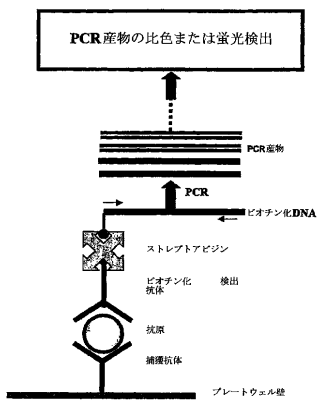 PCR産物の比色または蛍光検出
PCR産物
PCR
ビオチン化DNA
ストレプトアビジン
ビオチン化 検出
抗体
抗原
捕獲抗体
プレートウェル壁